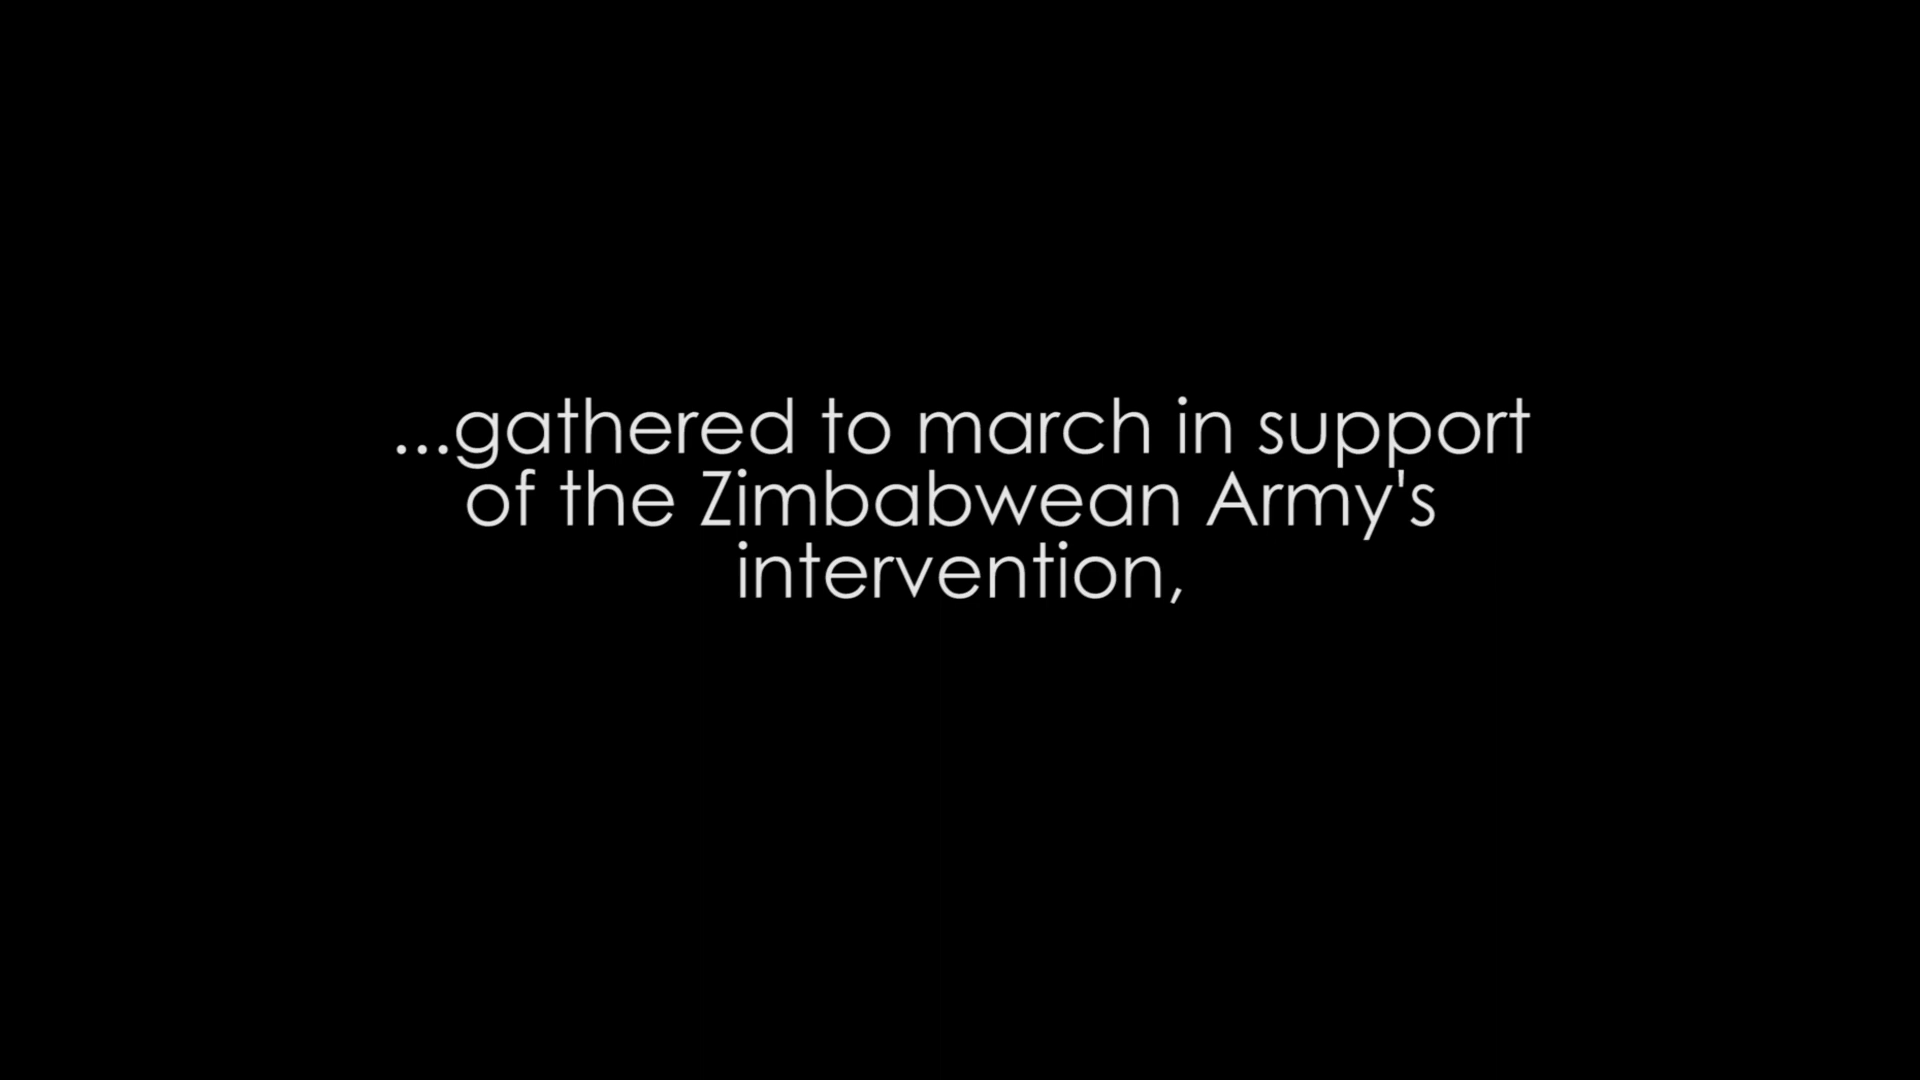 ...gathered to march in support
of the Zimbabwean Army's
intervention,